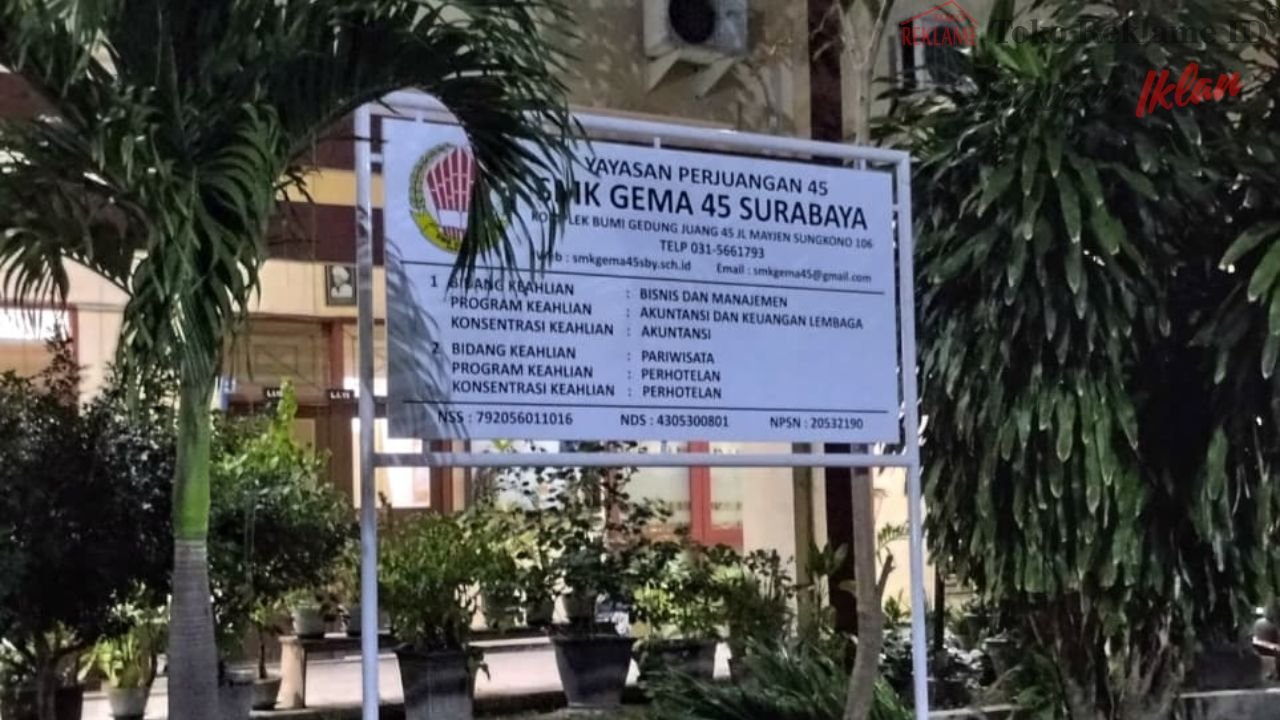 REKLAME
Toko Reklame ID
Iklan
YAYASAN PERJUANGAN 45
SMK GEMA 45 SURABAYA
KOMPLEK BUMI GEDUNG JUANG 45 JL MAYJEN SUNGKONO 106
TELP 031-5661793
Web : smkgema45sby.sch.id Email : smkgema45@gmail.com
1 BIDANG KEAHLIAN : BISNIS DAN MANAJEMEN
PROGRAM KEAHLIAN : AKUNTANSI DAN KEUANGAN LEMBAGA
KONSENTRASI KEAHLIAN : AKUNTANSI
2 BIDANG KEAHLIAN : PARIWISATA
PROGRAM KEAHLIAN : PERHOTELAN
KONSENTRASI KEAHLIAN : PERHOTELAN
NSS : 792056011016 NDS : 4305300801 NPSN : 20532190